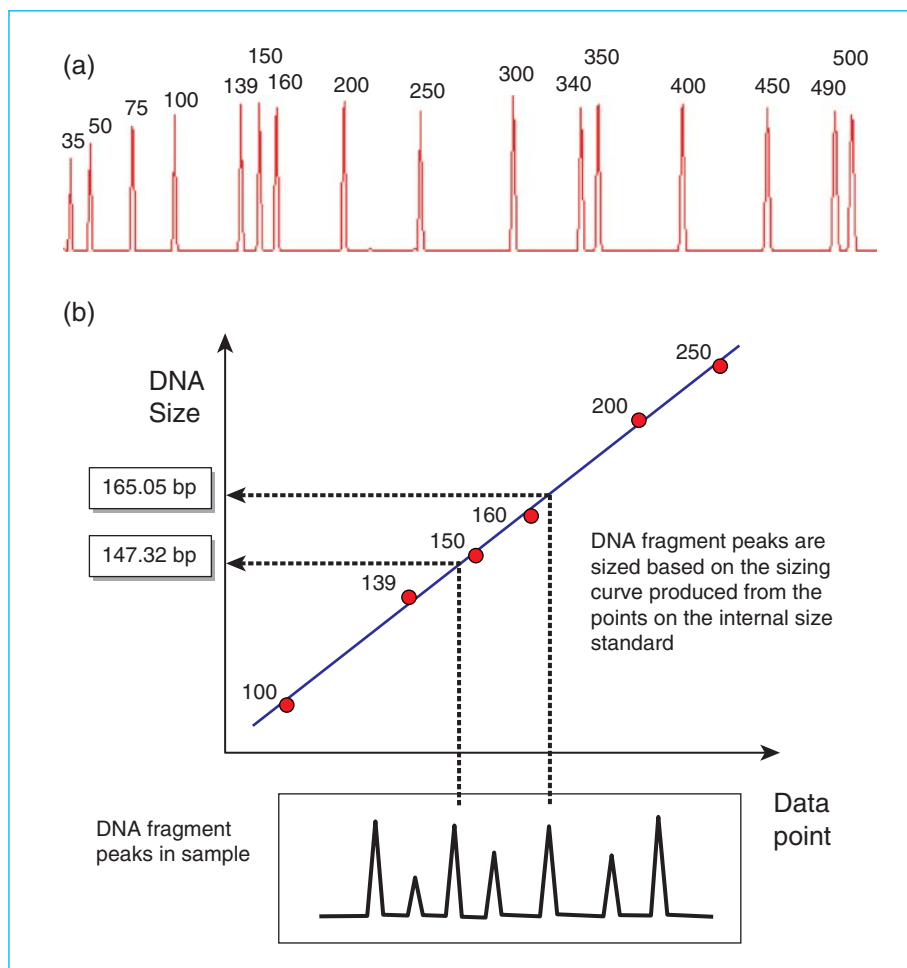 (a)
35 50 75 100 139 150 160 200 250 300 340 350 400 450 490 500
(b)
DNA
Size
165.05 bp
147.32 bp
100
139
150
160
200
250
DNA fragment peaks are
sized based on the sizing
curve produced from the
points on the internal size
standard
Data
point
DNA fragment
peaks in sample